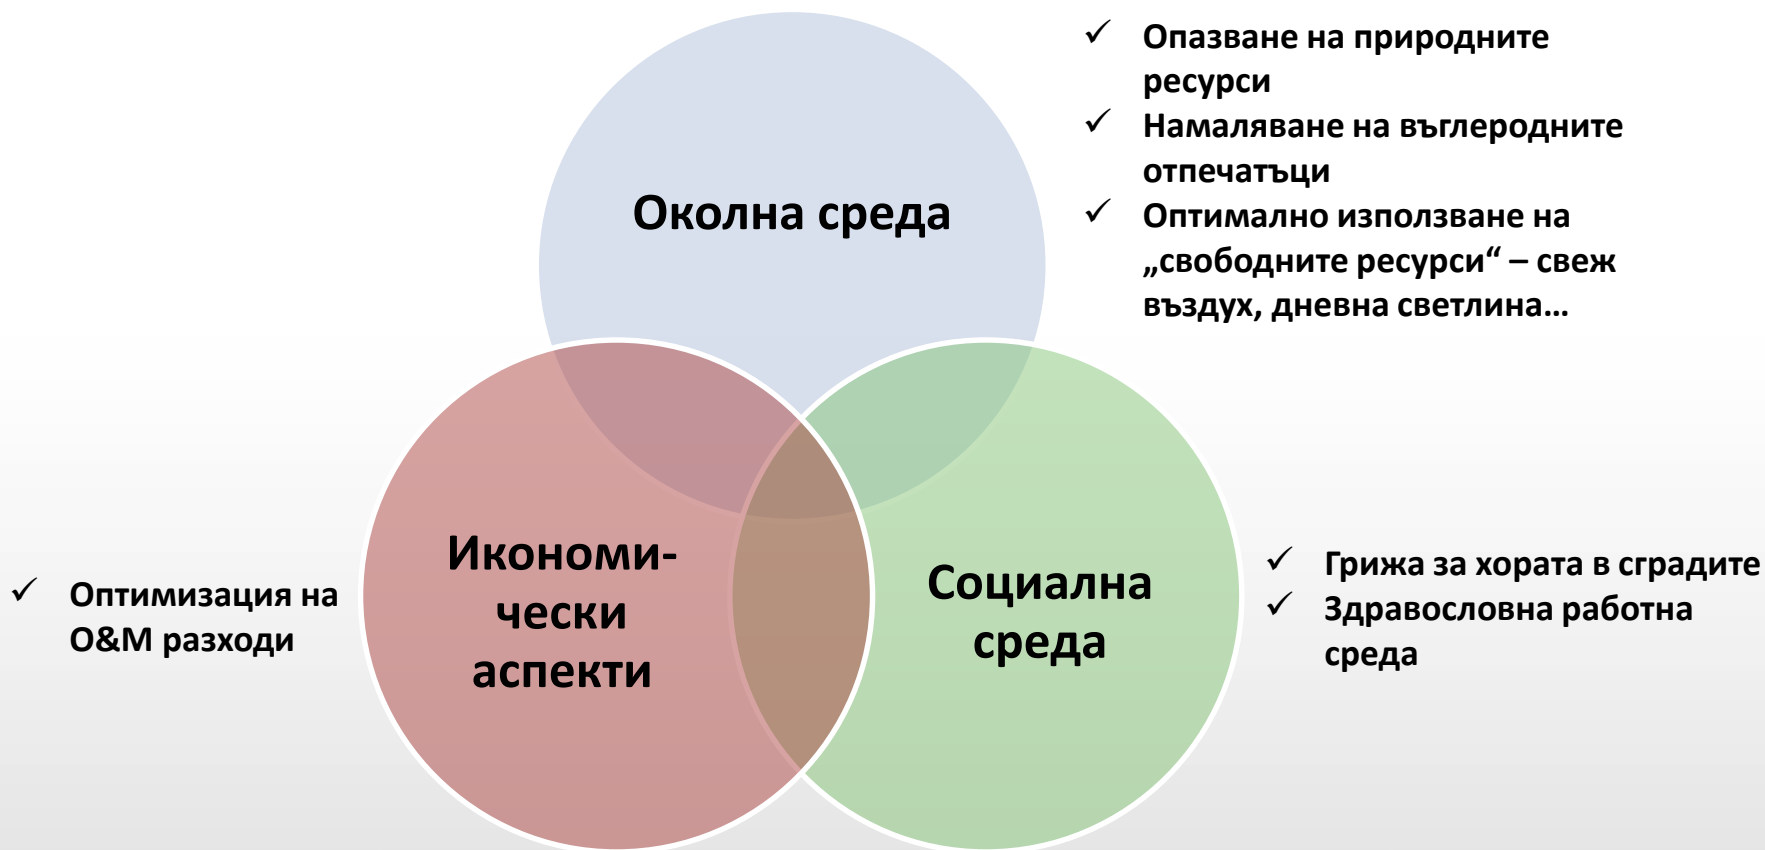 ✓ Опазване на природните
ресурси
✓ Намаляване на въглеродните
отпечатъци
✓ Оптимално използване на
„свободните ресурси“ – свеж
въздух, дневна светлина…
Околна среда
Икономи-
чески
аспекти
Социална
среда
✓ Оптимизация на
O&M разходи
✓ Грижа за хората в сградите
✓ Здравословна работна
среда